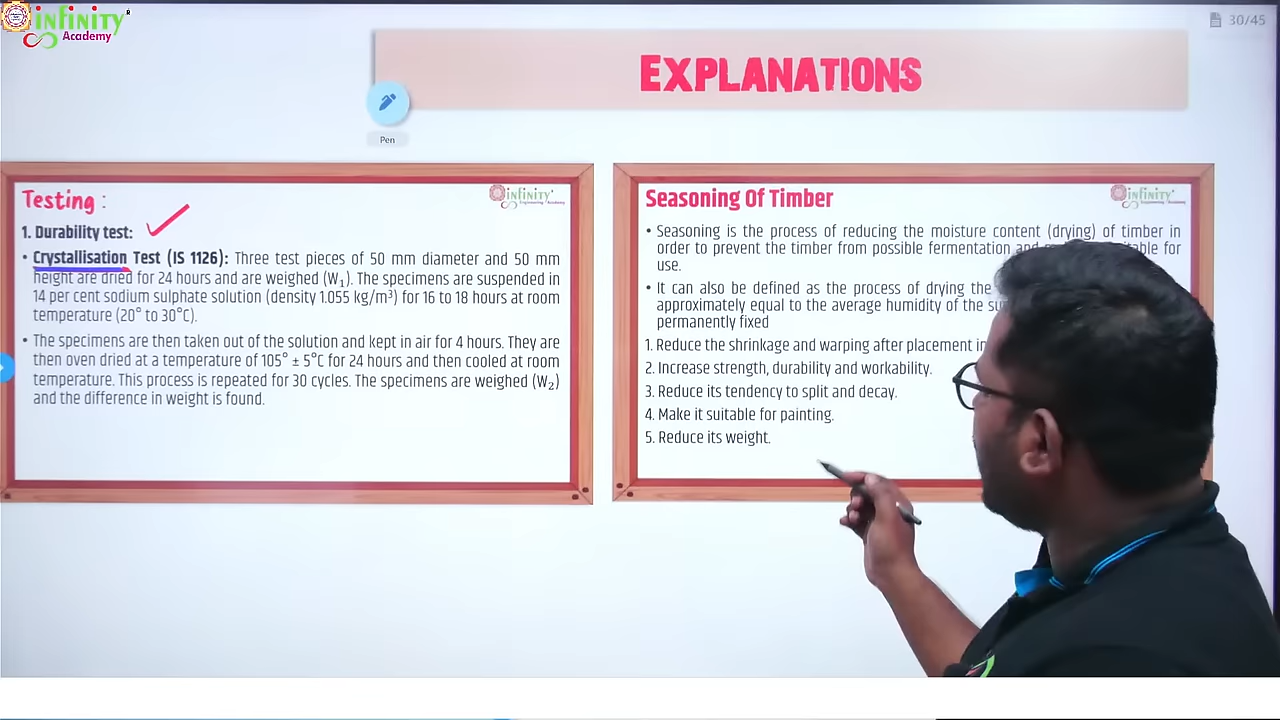 infinity
Academy
30/45
EXPLANATIONS
Pen
Testing :
infinity
Engineering Academy
1. Durability test:
• Crystallisation Test (IS 1126): Three test pieces of 50 mm diameter and 50 mm
height are dried for 24 hours and are weighed (W₁). The specimens are suspended in
14 per cent sodium sulphate solution (density 1.055 kg/m³) for 16 to 18 hours at room
temperature (20° to 30°C).
• The specimens are then taken out of the solution and kept in air for 4 hours. They are
then oven dried at a temperature of 105° ± 5°C for 24 hours and then cooled at room
temperature. This process is repeated for 30 cycles. The specimens are weighed (W₂)
and the difference in weight is found.
Seasoning Of Timber
infinity
Engineering Academy
• Seasoning is the process of reducing the moisture content (drying) of timber in
order to prevent the timber from possible fermentation and for
use.
• It can also be defined as the process of drying the
approximately equal to the average humidity of the
permanently fixed
1. Reduce the shrinkage and warping after placement in
2. Increase strength, durability and workability.
3. Reduce its tendency to split and decay.
4. Make it suitable for painting.
5. Reduce its weight.